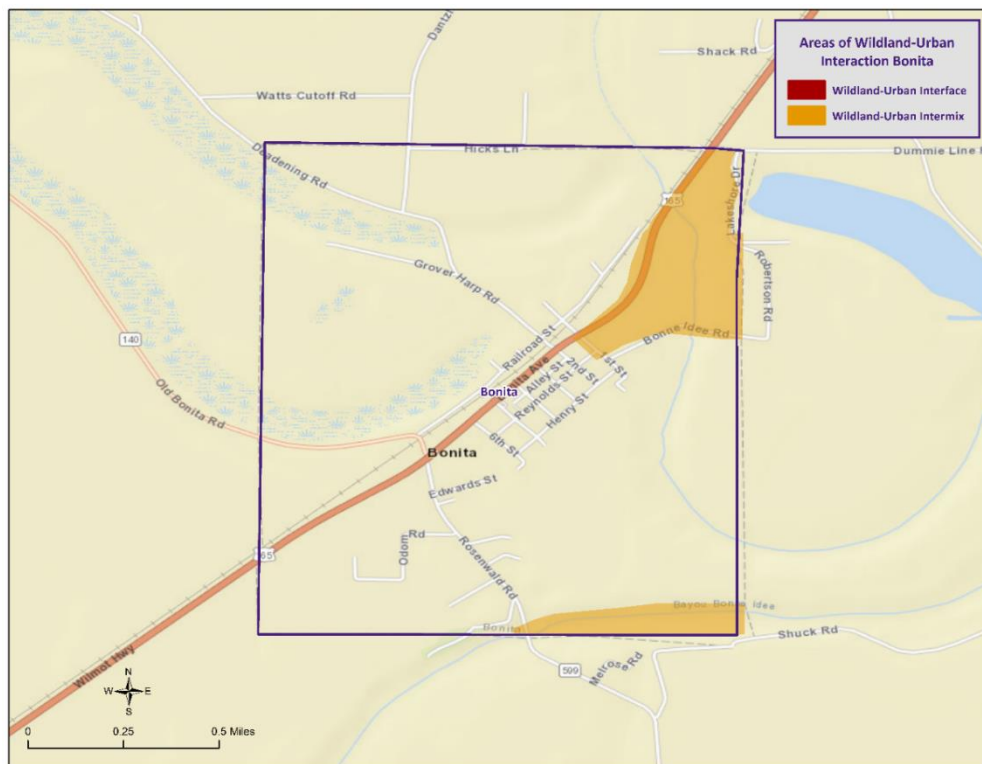 Areas of Wildland-Urban
Interaction Bonita
Wildland-Urban Interface
Wildland-Urban Intermix
Shack Rd
Watts Cutoff Rd
Hicks Ln
Dummie Line
Deadening Rd
Lakeshore Dr
165
Robertson Rd
Grover Harp Rd
140
Old Bonita Rd
Railroad St
Bonne Idee Rd
1st St
2nd St
Alley St
Bonita
Reynolds St
Henry St
6th St
Bonita
Edwards St
Odom Rd
Rosenwald Rd
Bayou Bonne Idee
Shuck Rd
Melrose Rd
599
Wilmot Hwy
N
W E
S
0 0.25 0.5 Miles